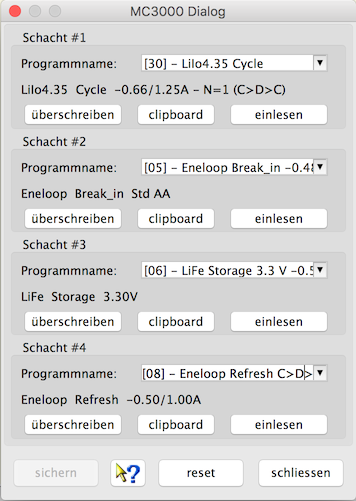 MC3000 Dialog
Schacht #1
Programmname: [30] – Lilo4.35 Cycle
Lilo4.35 Cycle −0.66/1.25A – N=1 (C>D>C)
überschreiben clipboard einlesen
Schacht #2
Programmname: [05] – Eneloop Break_in −0.48
Eneloop Break_in Std AA
überschreiben clipboard einlesen
Schacht #3
Programmname: [06] – LiFe Storage 3.3 V −0.5
LiFe Storage 3.30V
überschreiben clipboard einlesen
Schacht #4
Programmname: [08] – Eneloop Refresh C>D>
Eneloop Refresh −0.50/1.00A
überschreiben clipboard einlesen
sichern ? reset schliessen